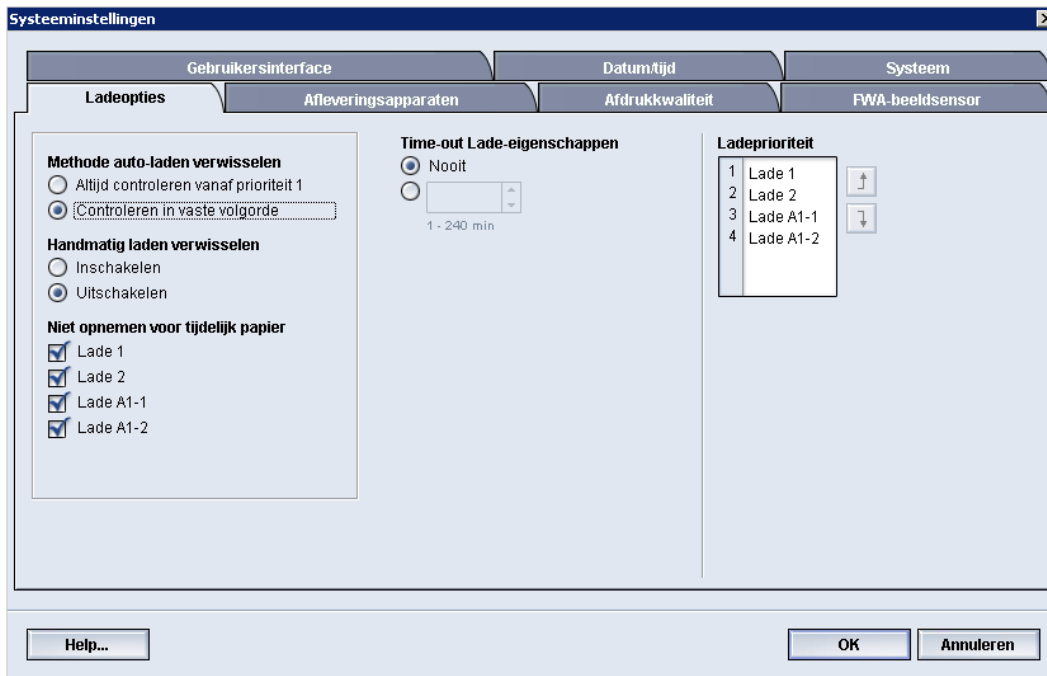 Systeeminstellingen
Gebruikersinterface
Datum/tijd
Systeem
Ladeopties
Afleveringsapparaten
Afdrukkwaliteit
FWA-beeldsensor
Methode auto-laden verwisselen
Altijd controleren vanaf prioriteit 1
Controleren in vaste volgorde
Handmatig laden verwisselen
Inschakelen
Uitschakelen
Niet opnemen voor tijdelijk papier
Lade 1
Lade 2
Lade A1-1
Lade A1-2
Time-out Lade-eigenschappen
Nooit
1 - 240 min
Ladeprioriteit
1 Lade 1
2 Lade 2
3 Lade A1-1
4 Lade A1-2
Help...
OK
Annuleren